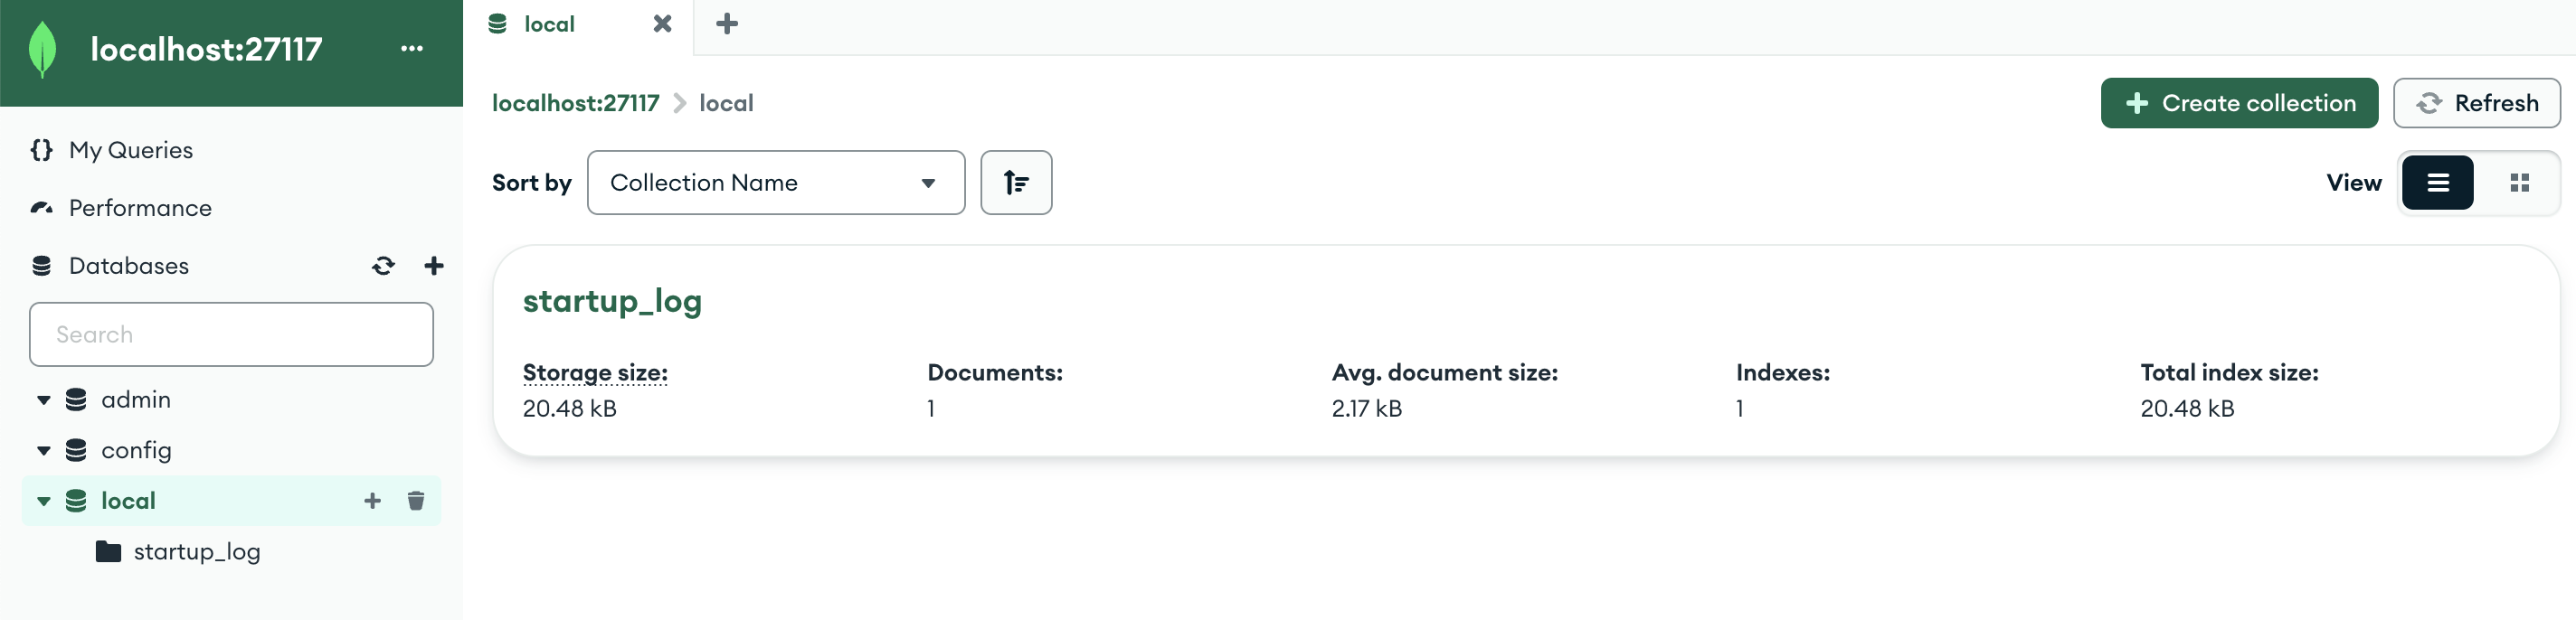 localhost:27117
My Queries
Performance
Databases
Search
admin
config
local
startup_log
local
localhost:27117 local
Create collection
Refresh
Sort by Collection Name
View
startup_log
Storage size: Documents: Avg. document size: Indexes: Total index size:
20.48 kB 1 2.17 kB 1 20.48 kB